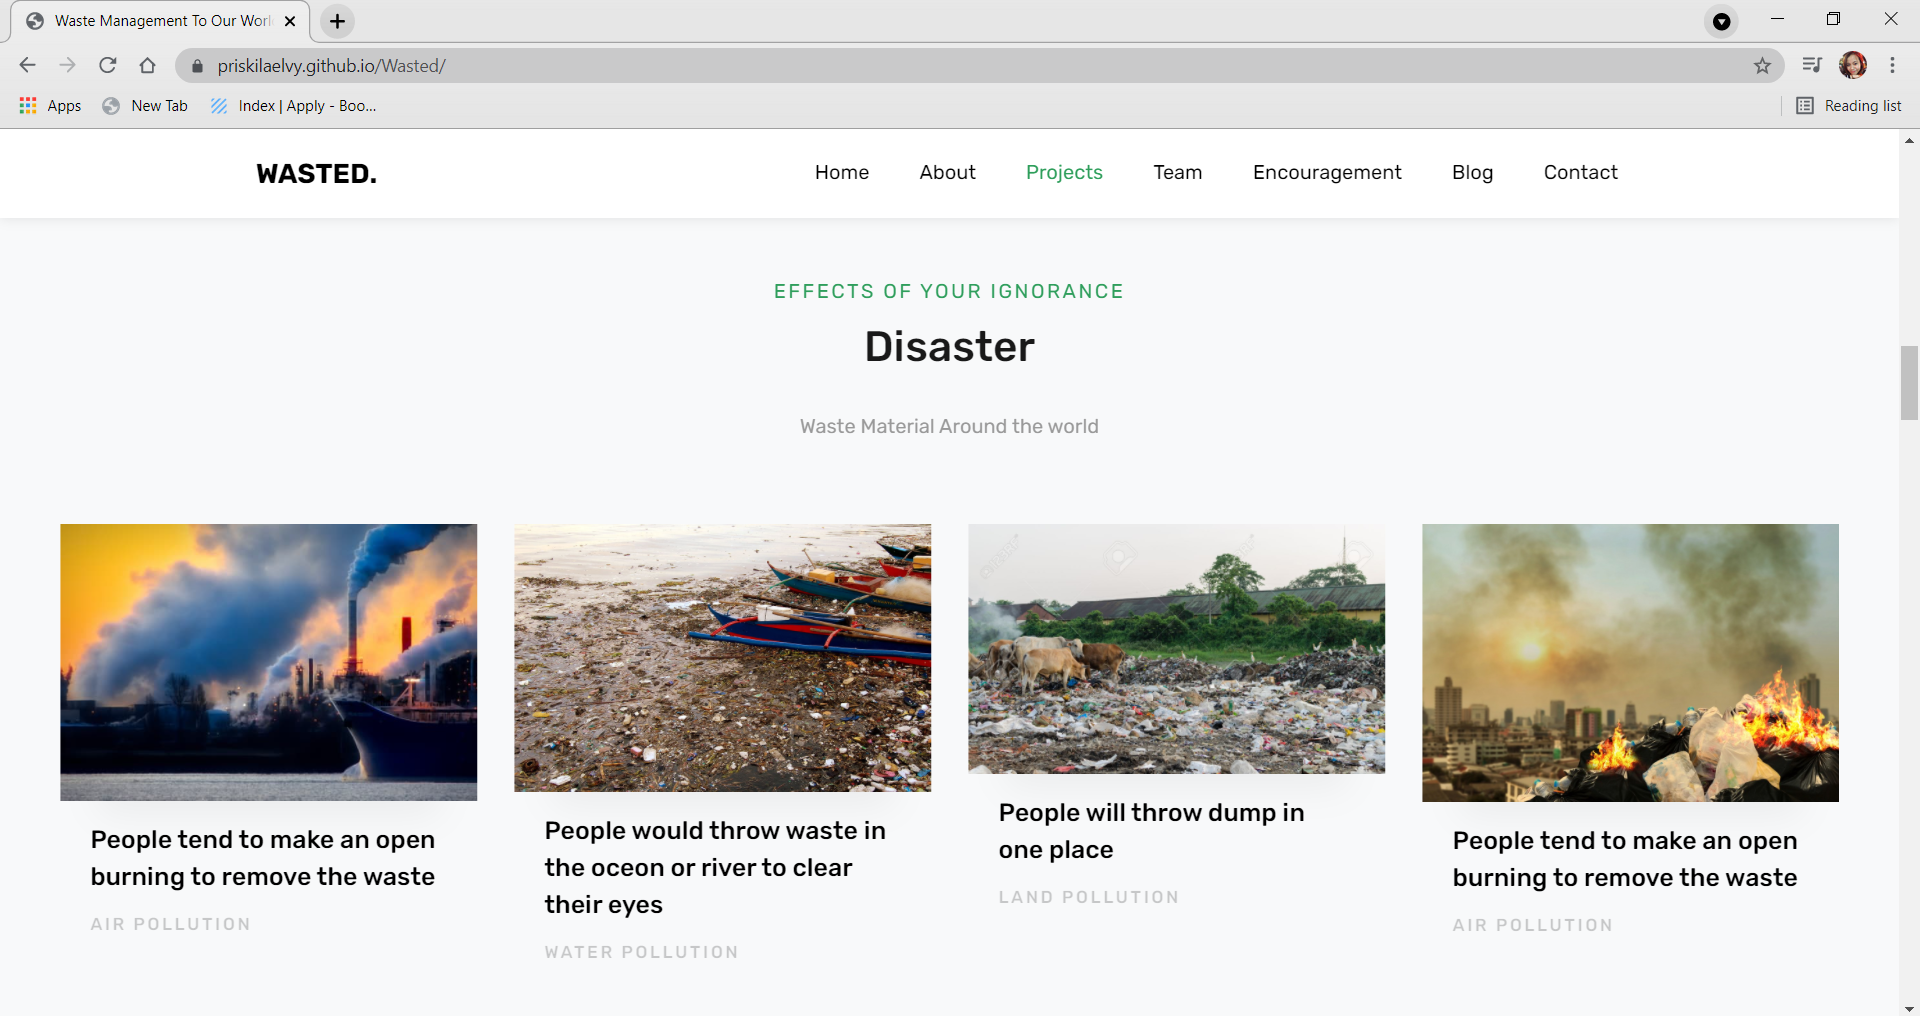 Waste Management To Our Worl
priskilaelvy.github.io/Wasted/
Apps
New Tab
Index | Apply - Boo...
Reading list
WASTED.
Home
About
Projects
Team
Encouragement
Blog
Contact
EFFECTS OF YOUR IGNORANCE
Disaster
Waste Material Around the world
People tend to make an open
burning to remove the waste
AIR POLLUTION
People would throw waste in
the oceon or river to clear
their eyes
WATER POLLUTION
People will throw dump in
one place
LAND POLLUTION
People tend to make an open
burning to remove the waste
AIR POLLUTION